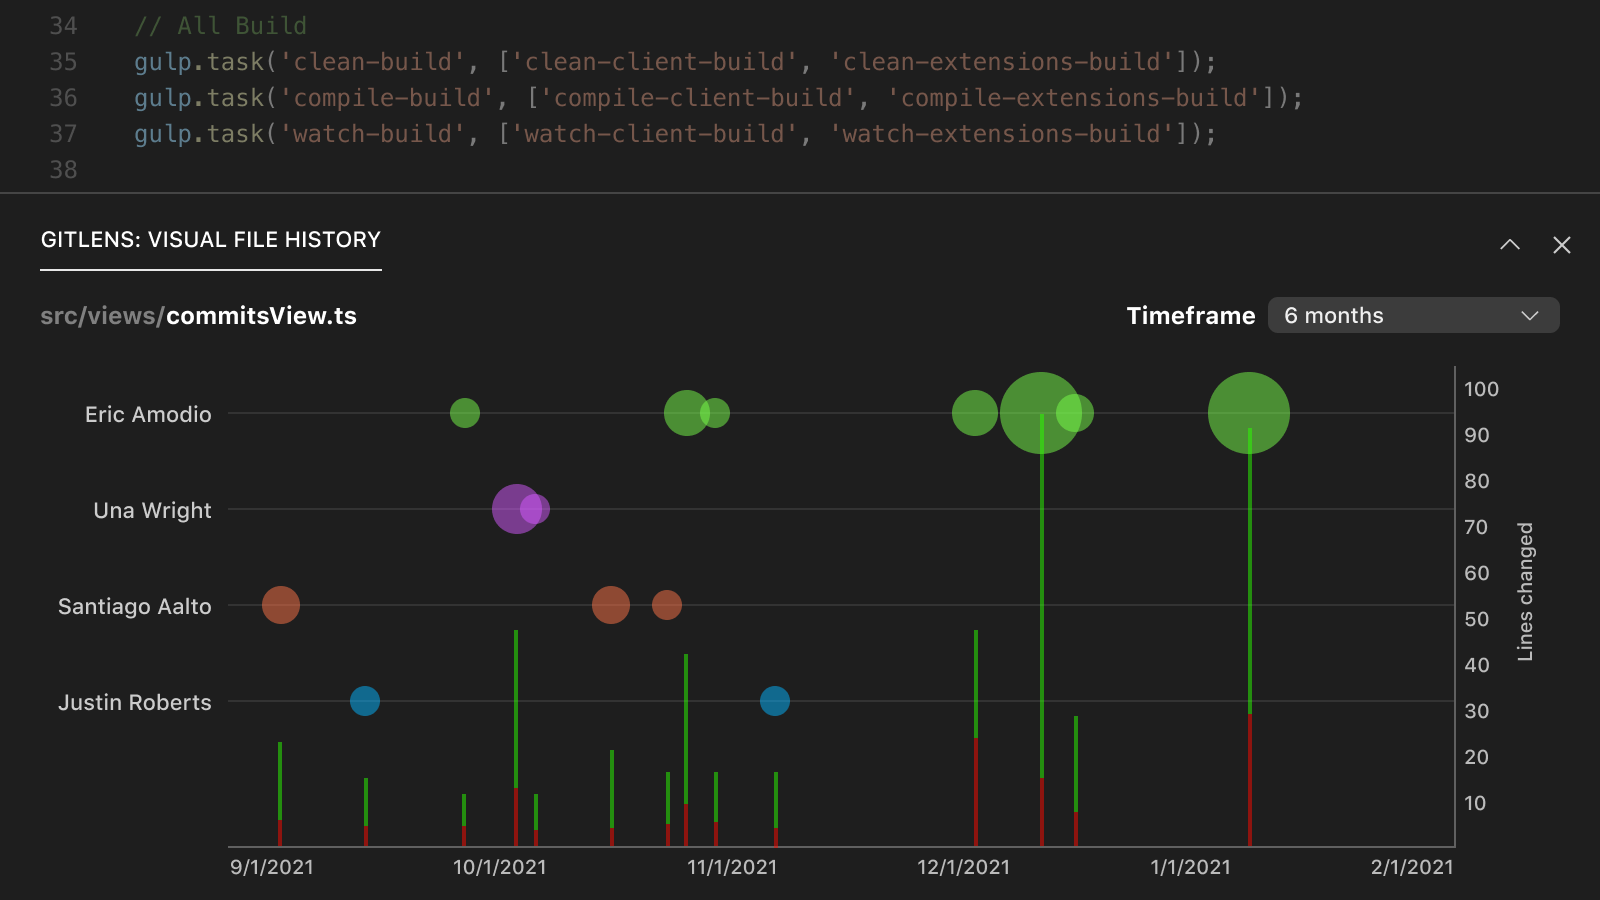 34 // All Build
35 gulp.task('clean-build', ['clean-client-build', 'clean-extensions-build']);
36 gulp.task('compile-build', ['compile-client-build', 'compile-extensions-build']);
37 gulp.task('watch-build', ['watch-client-build', 'watch-extensions-build']);
38
GITLENS: VISUAL FILE HISTORY
src/views/commitsView.ts
Timeframe 6 months
Eric Amodio
Una Wright
Santiago Aalto
Justin Roberts
100
90
80
70
60
50
40
30
20
10
Lines changed
9/1/2021 10/1/2021 11/1/2021 12/1/2021 1/1/2021 2/1/2021